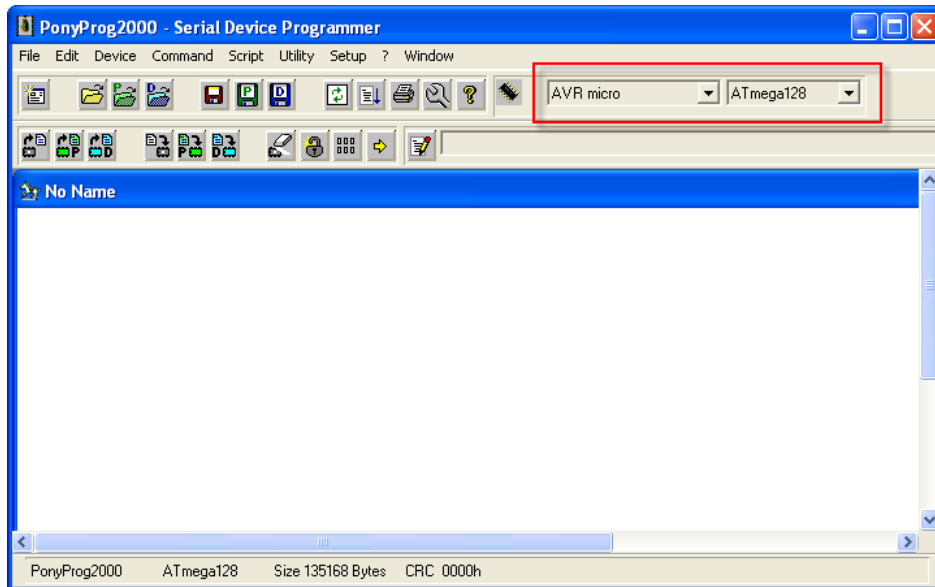 PonyProg2000 - Serial Device Programmer
File Edit Device Command Script Utility Setup ? Window
AVR micro ATmega128
No Name
PonyProg2000 ATmega128 Size 135168 Bytes CRC 0000h